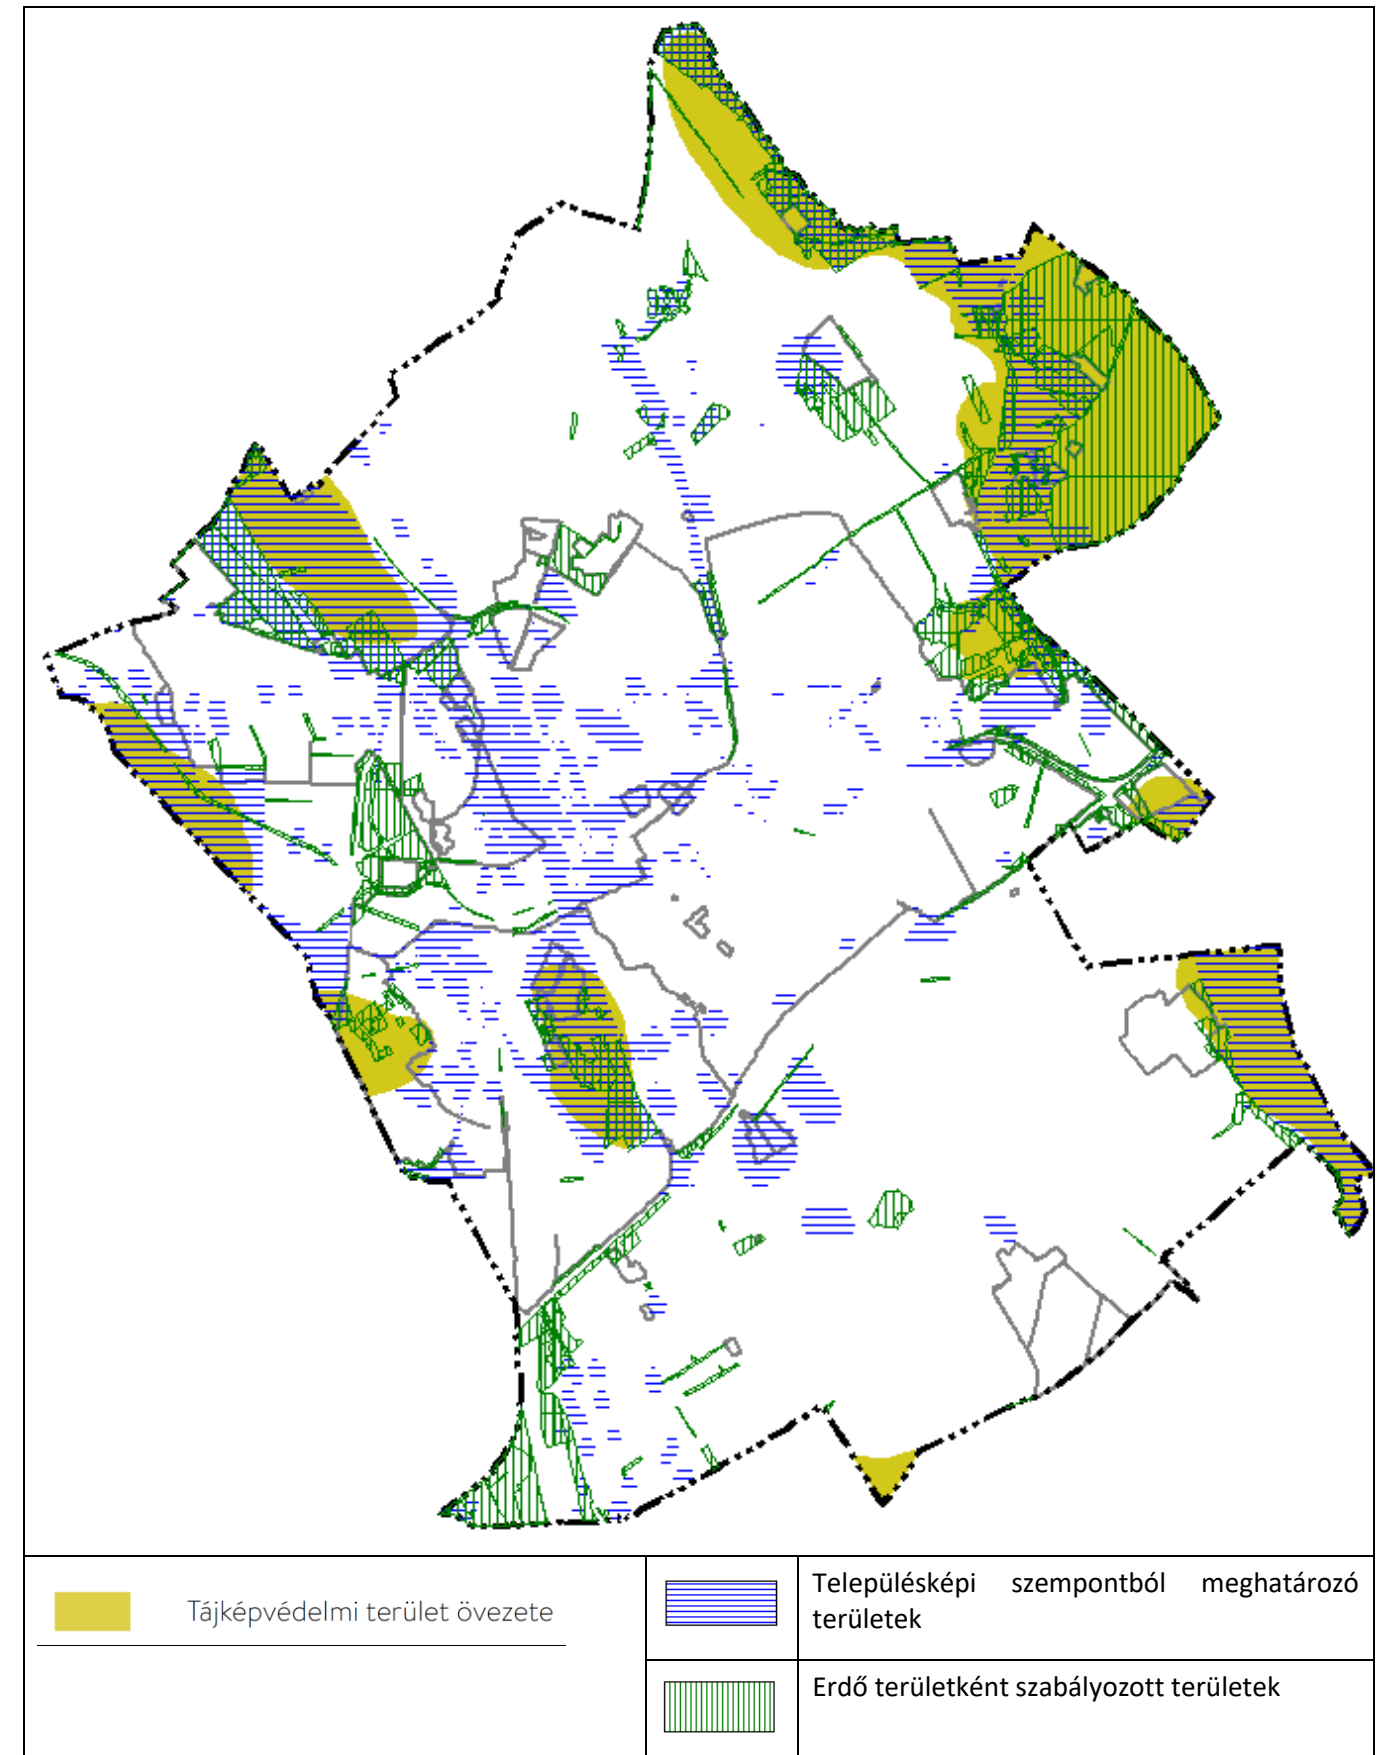 Tájképvédelmi terület övezete
Településképi szempontból meghatározó
területek
Erdő területként szabályozott területek